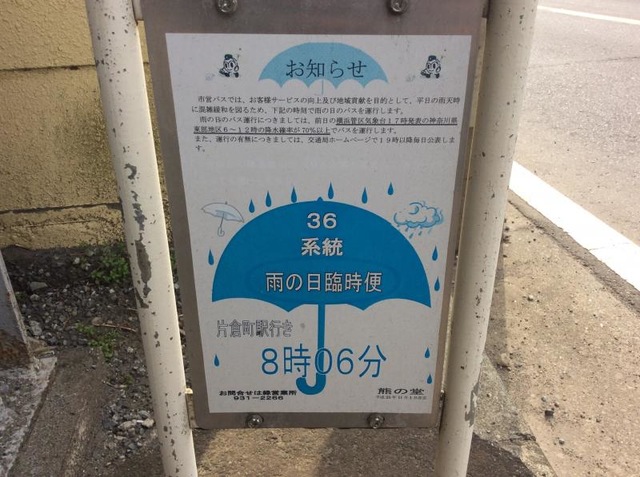 お知らせ
市営バスでは、お客様サービスの向上及び地域貢献を目的として、平日の雨天時
に混雑緩和を図るため、下記の時刻で雨の日のバスを運行します。
雨の日のバス運行につきましては、前日の横浜管区気象台17時発表の神奈川県
東部地区6～12時の降水確率が70%以上でバスを運行します。
また、運行の有無につきましては、交通局ホームページで19時以降毎日公表しま
す。
36
系統
雨の日臨時便
片倉町駅行き
8時06分
お問合せは緑営業所
931-2266
熊の堂